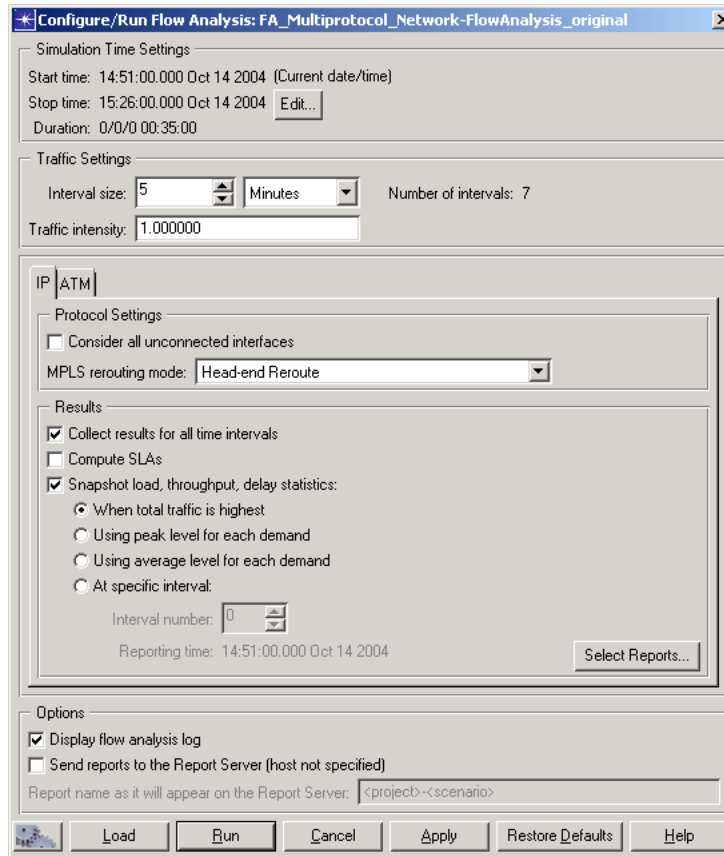 Configure/Run Flow Analysis: FA_Multiprotocol_Network-FlowAnalysis_original
Simulation Time Settings
Start time: 14:51:00.000 Oct 14 2004 (Current date/time)
Stop time: 15:26:00.000 Oct 14 2004 Edit...
Duration: 0/0/0 00:35:00
Traffic Settings
Interval size: 5 Minutes Number of intervals: 7
Traffic intensity: 1.000000
IP ATM
Protocol Settings
Consider all unconnected interfaces
MPLS rerouting mode: Head-end Reroute
Results
Collect results for all time intervals
Compute SLAs
Snapshot load, throughput, delay statistics:
When total traffic is highest
Using peak level for each demand
Using average level for each demand
At specific interval:
Interval number: 0
Reporting time: 14:51:00.000 Oct 14 2004 Select Reports...
Options
Display flow analysis log
Send reports to the Report Server (host not specified)
Report name as it will appear on the Report Server: <project>-<scenario>
Load Run Cancel Apply Restore Defaults Help